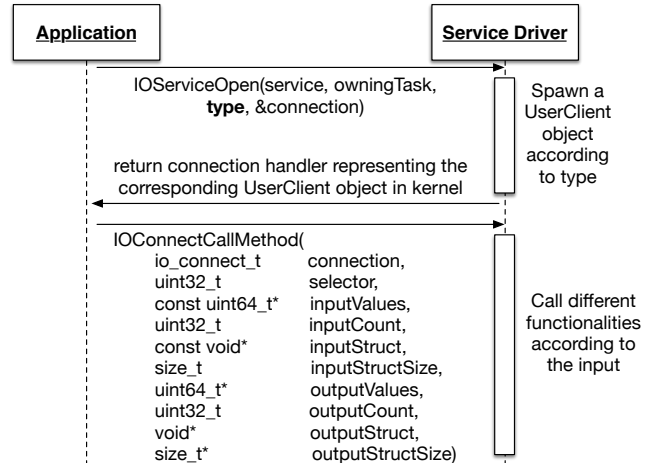 Application
Service Driver
IOServiceOpen(service, owningTask,
type, &connection)
Spawn a
UserClient
object
according
to type
return connection handler representing the
corresponding UserClient object in kernel
IOConnectCallMethod(
io_connect_t connection,
uint32_t selector,
const uint64_t* inputValues,
uint32_t inputCount,
const void* inputStruct,
size_t inputStructSize,
uint64_t* outputValues,
uint32_t outputCount,
void* outputStruct,
size_t* outputStructSize)
Call different
functionalities
according to
the input